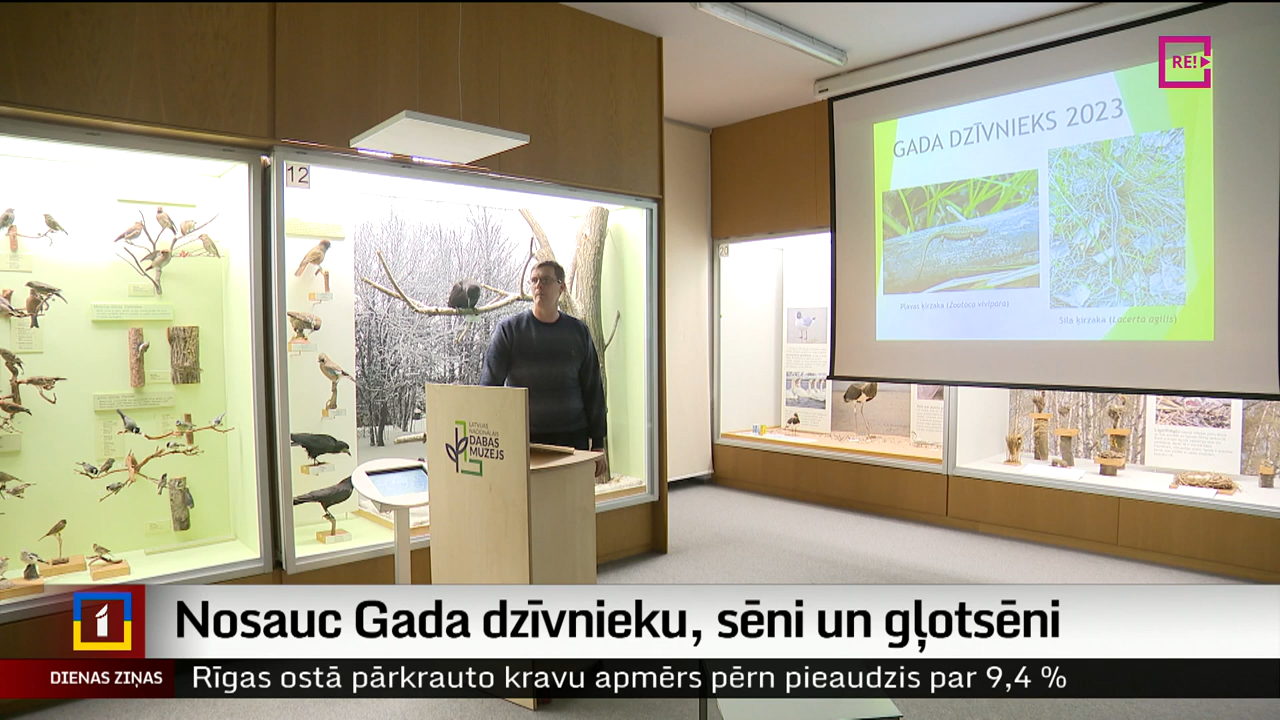 RE!
GADA DZĪVNIEKS 2023
12
20
Pļavas ķirzaka (Zootoca vivipara)
Sila ķirzaka (Lacerta agilis)
LATVIJAS
NACIONĀLAIS
DABAS
MUZEJS
1
Nosauc Gada dzīvnieku, sēni un gļotsēni
DIENAS ZIŅAS
Rīgas ostā pārkrauto kravu apmērs pērn pieaudzis par 9,4 %